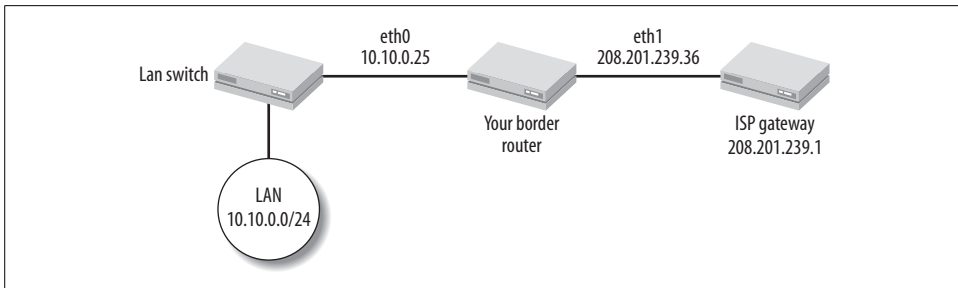 eth0
10.10.0.25
eth1
208.201.239.36
Lan switch
Your border
router
ISP gateway
208.201.239.1
LAN
10.10.0.0/24